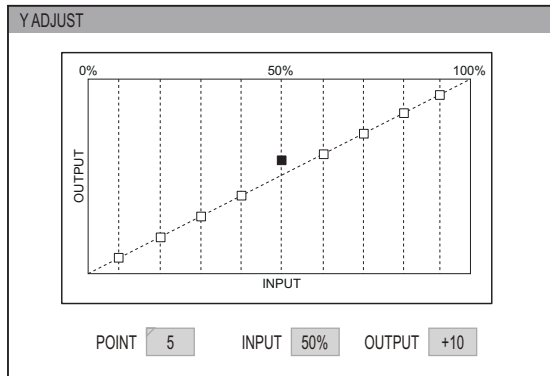 Y ADJUST
0% 50% 100%
OUTPUT
INPUT
POINT 5 INPUT 50% OUTPUT +10